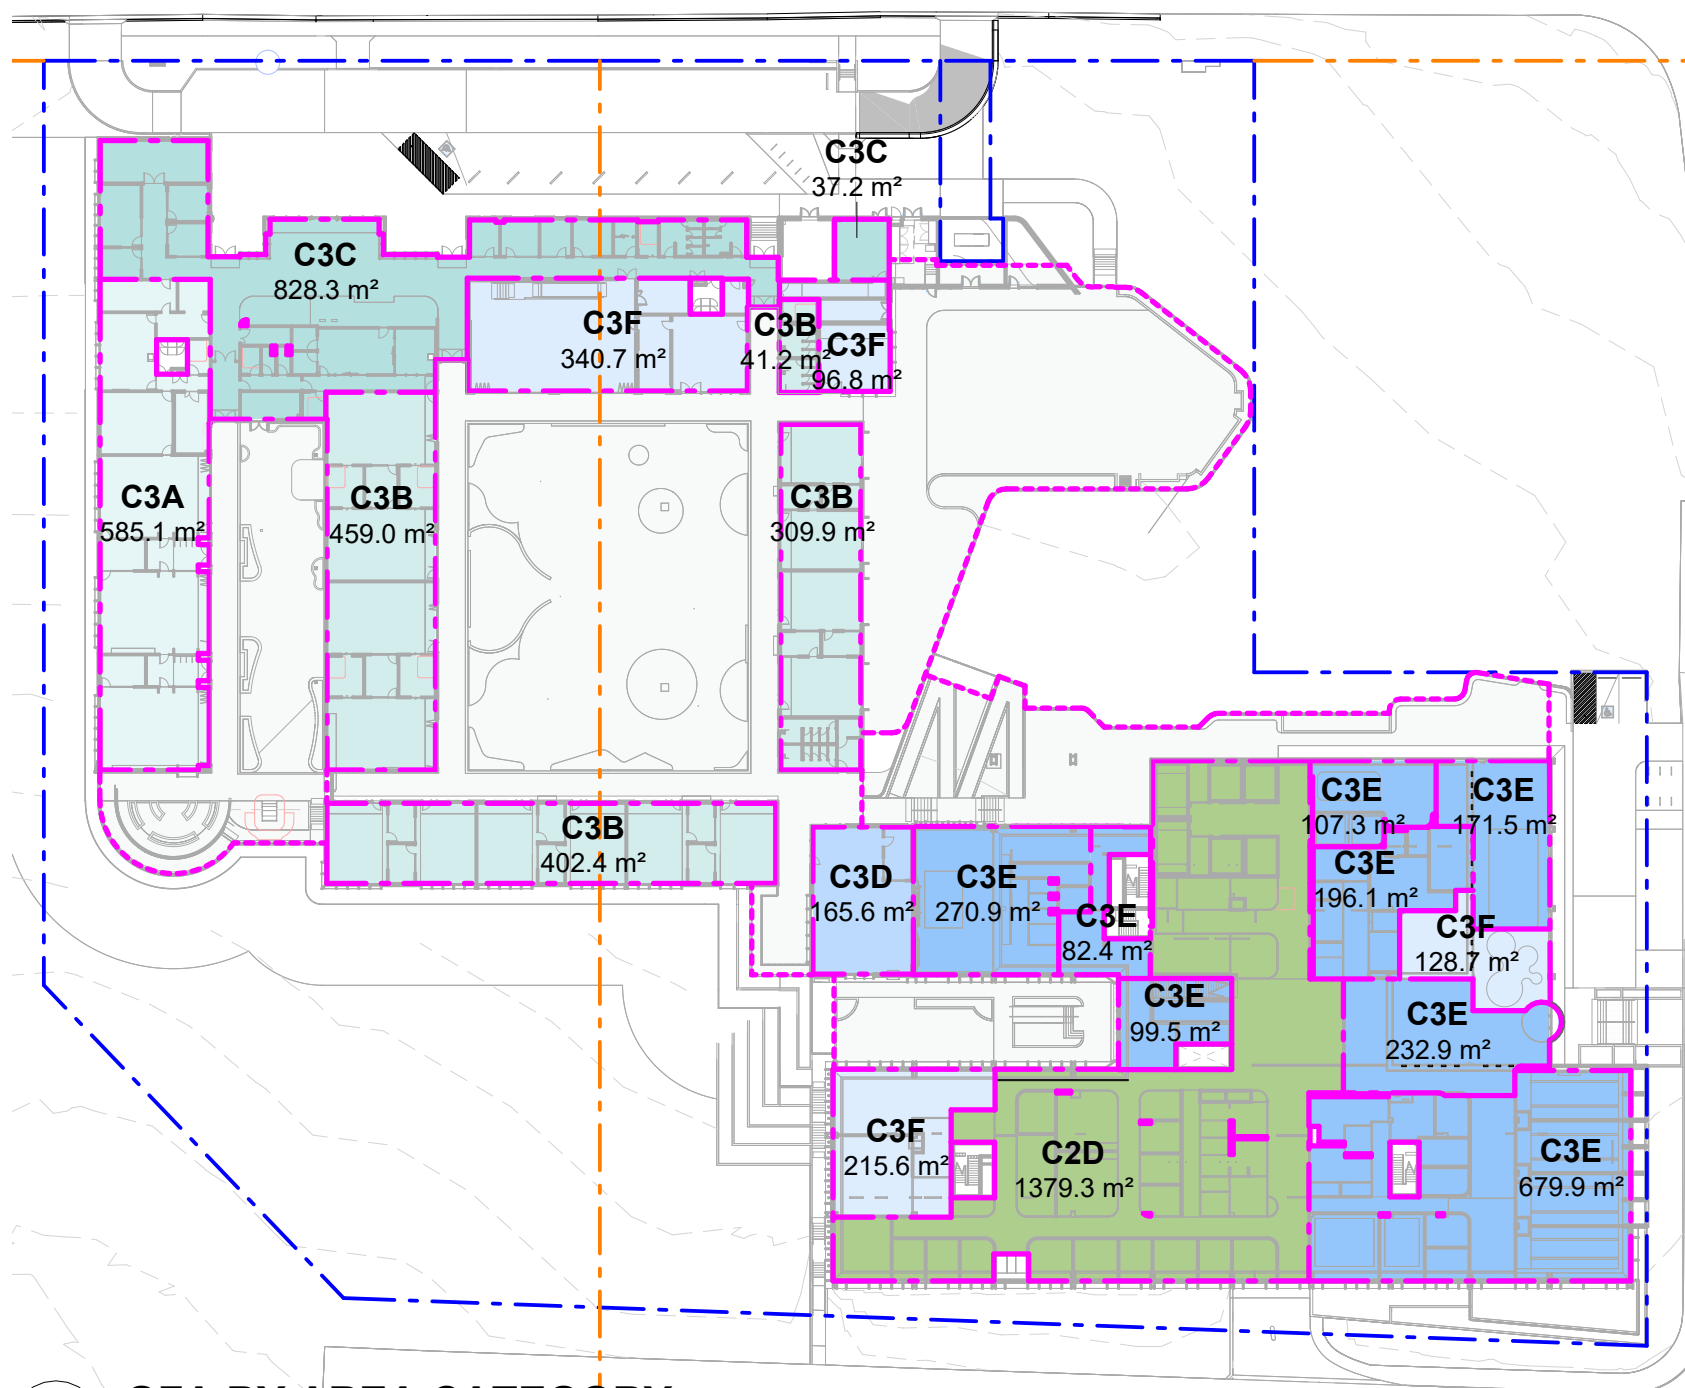 C3C
37.2 m²
C3C
828.3 m²
C3F
340.7 m²
C3B
41.2 m²
C3F
96.8 m²
C3A
585.1 m²
C3B
459.0 m²
C3B
309.9 m²
C3B
402.4 m²
C3E
107.3 m²
C3E
171.5 m²
C3E
196.1 m²
C3D
165.6 m²
C3E
270.9 m²
C3E
82.4 m²
C3F
128.7 m²
C3E
99.5 m²
C3E
232.9 m²
C3F
215.6 m²
C2D
1379.3 m²
C3E
679.9 m²
GFA BY AREA CATEGORY